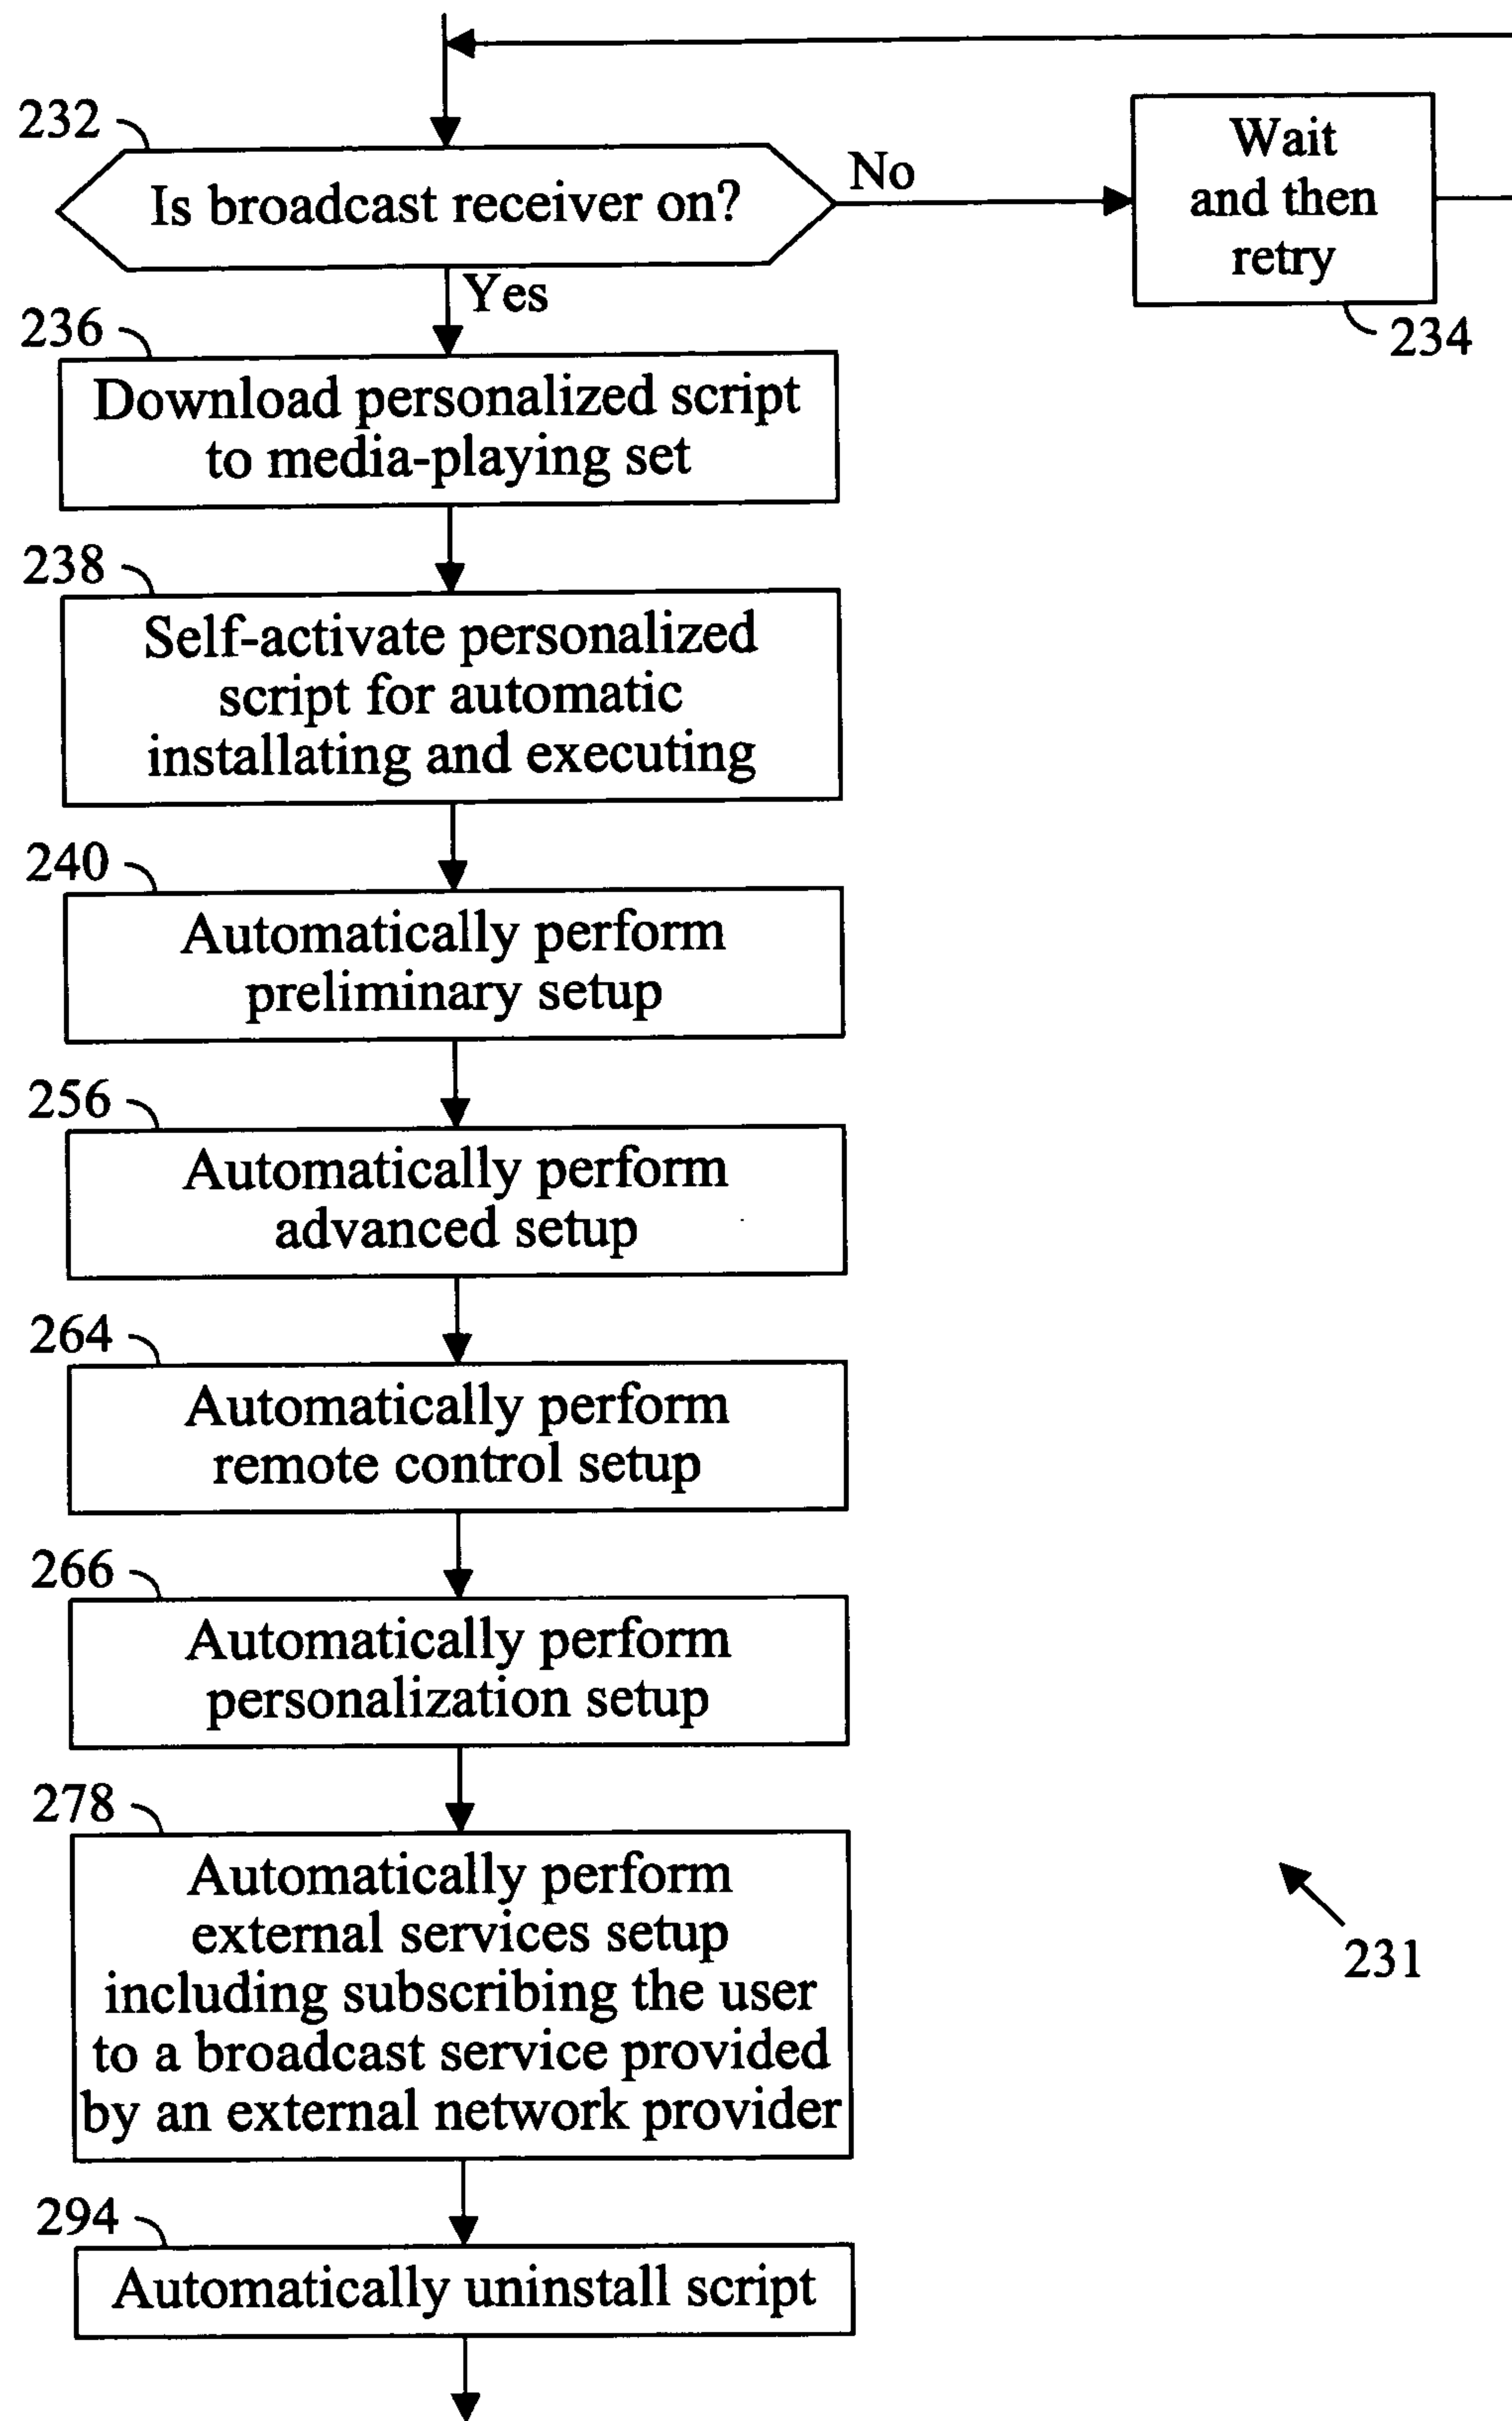 232
Is broadcast receiver on?
No
Wait
and then
retry
234
Yes
236
Download personalized script
to media-playing set
238
Self-activate personalized
script for automatic
installating and executing
240
Automatically perform
preliminary setup
256
Automatically perform
advanced setup
264
Automatically perform
remote control setup
266
Automatically perform
personalization setup
278
Automatically perform
external services setup
including subscribing the user
to a broadcast service provided
by an external network provider
231
294
Automatically uninstall script